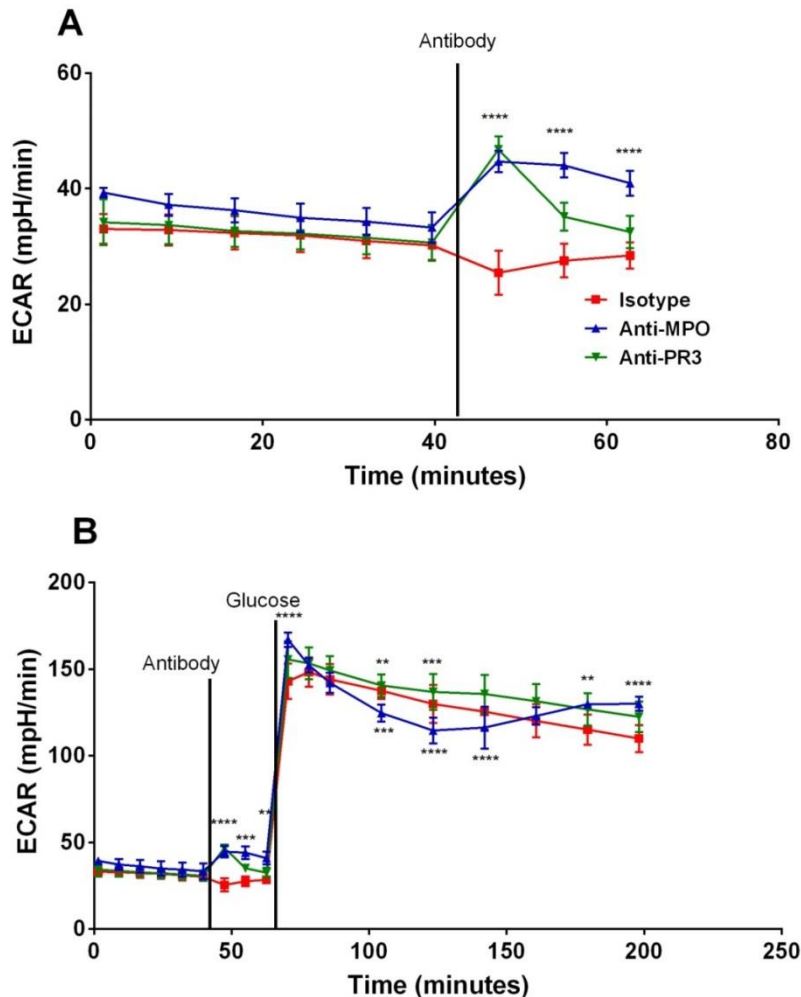 A
Antibody
60
****
****
****
40
ECAR (mpH/min)
20
Isotype
Anti-MPO
Anti-PR3
0
0 20 40 60 80
Time (minutes)
B
200
Glucose
****
Antibody
150
** *** ** ****
ECAR (mpH/min)
100
*** **** ****
50
**** *** **
0
0 50 100 150 200 250
Time (minutes)